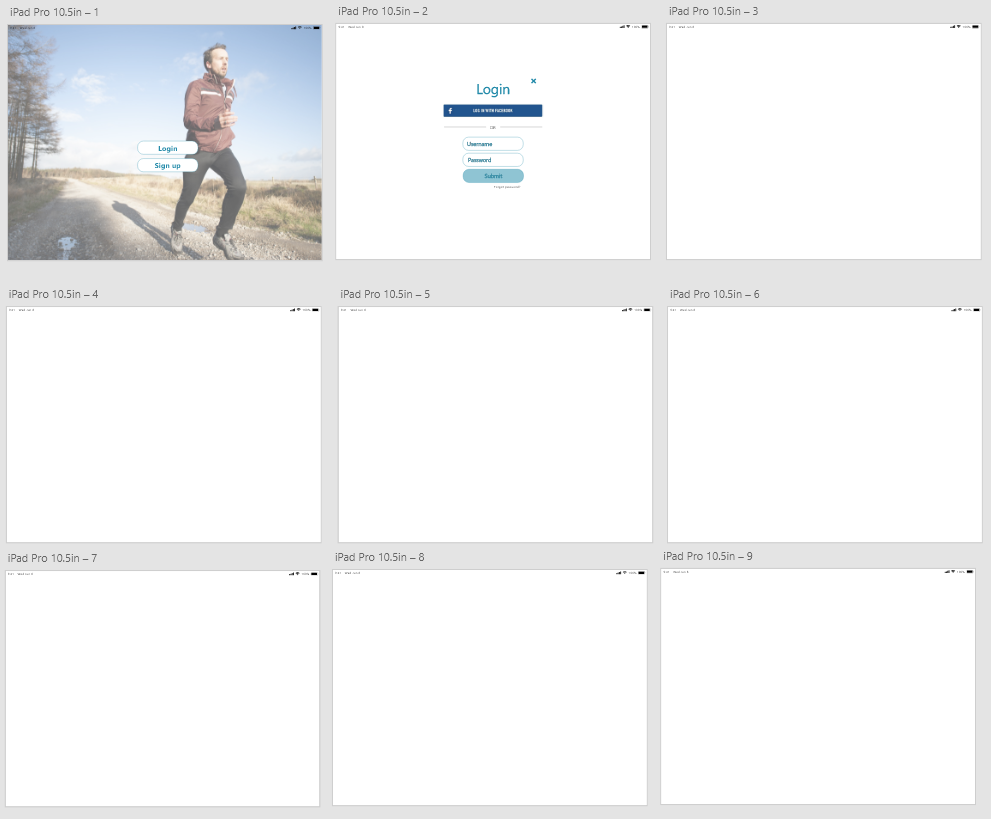 iPad Pro 10.5in – 1
iPad Pro 10.5in – 2
iPad Pro 10.5in – 3
Login
Sign up
Login
LOG IN WITH FACEBOOK
OR
Username
Password
Submit
Forgot password?
iPad Pro 10.5in – 4
iPad Pro 10.5in – 5
iPad Pro 10.5in – 6
iPad Pro 10.5in – 7
iPad Pro 10.5in – 8
iPad Pro 10.5in – 9